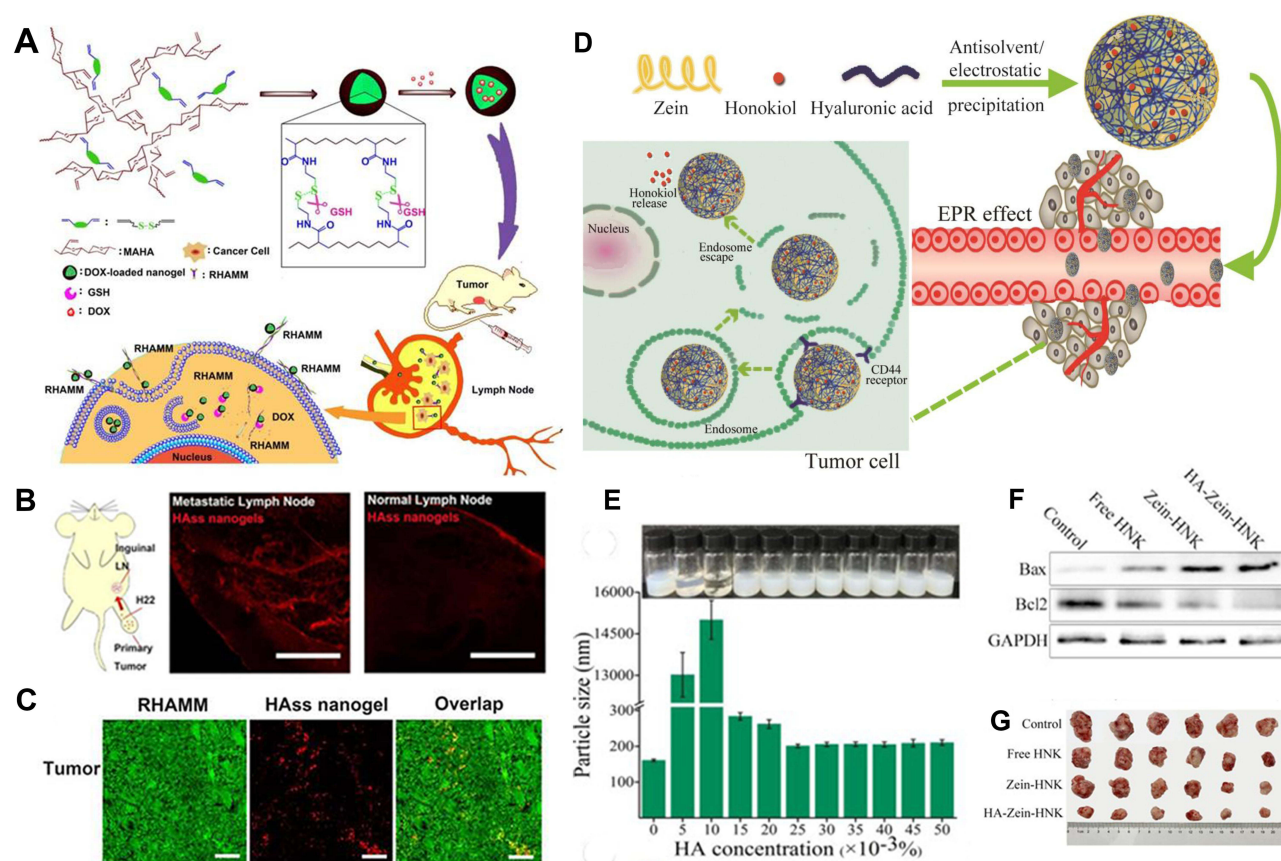 A
O
NH
O
NH
S
S
S
S
GSH
GSH
HN
O
HN
O
S-S
:
:MAHA
:Cancer Cell
:DOX-loaded nanogel
: RHAMM
: GSH
: DOX
Tumor
RHAMM
RHAMM
RHAMM
RHAMM
DOX
RHAMM
Nucleus
Lymph Node
D
Zein
Honokiol
Hyaluronic acid
Antisolvent/
electrostatic
precipitation
Honokiol
release
Nucleus
Endosome
escape
CD44
receptor
Endosome
Tumor cell
EPR effect
B
Inguinal
LN
H22
Primary
Tumor
Metastatic Lymph Node
HAss nanogels
Normal Lymph Node
HAss nanogels
C
RHAMM
HAss nanogel
Overlap
Tumor
E
Particle size (nm)
16000
14500
13000
300
200
100
0 5 10 15 20 25 30 35 40 45 50
HA concentration (×10-3%)
F
Control
Free HNK
Zein-HNK
HA-Zein-HNK
Bax
Bcl2
GAPDH
G
Control
Free HNK
Zein-HNK
HA-Zein-HNK